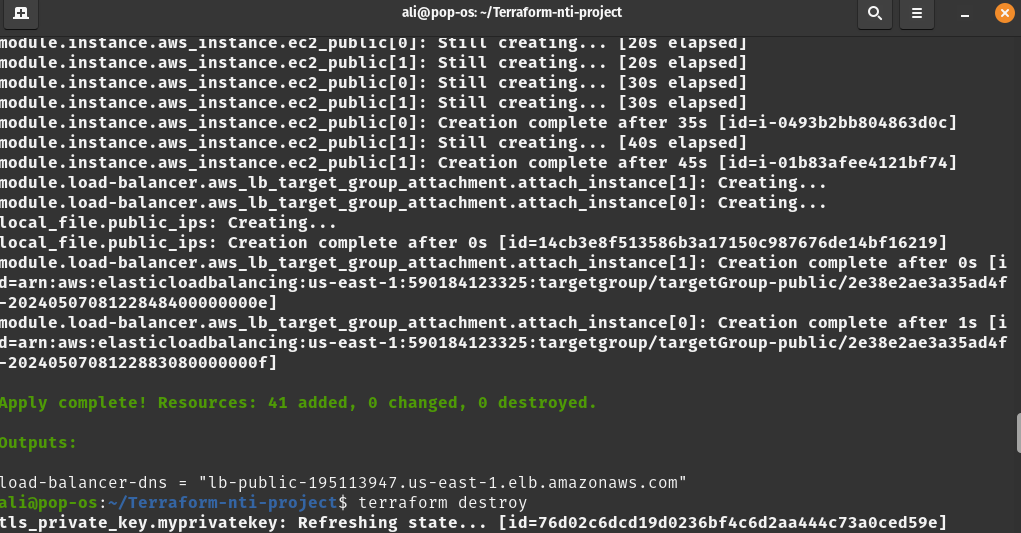 ali@pop-os: ~/Terraform-nti-project
module.instance.aws_instance.ec2_public[0]: Still creating... [20s elapsed]
module.instance.aws_instance.ec2_public[1]: Still creating... [20s elapsed]
module.instance.aws_instance.ec2_public[0]: Still creating... [30s elapsed]
module.instance.aws_instance.ec2_public[1]: Still creating... [30s elapsed]
module.instance.aws_instance.ec2_public[0]: Creation complete after 35s [id=i-0493b2bb804863d0c]
module.instance.aws_instance.ec2_public[1]: Still creating... [40s elapsed]
module.instance.aws_instance.ec2_public[1]: Creation complete after 45s [id=i-01b83afee4121bf74]
module.load-balancer.aws_lb_target_group_attachment.attach_instance[1]: Creating...
module.load-balancer.aws_lb_target_group_attachment.attach_instance[0]: Creating...
local_file.public_ips: Creating...
local_file.public_ips: Creation complete after 0s [id=14cb3e8f513586b3a17150c987676de14bf16219]
module.load-balancer.aws_lb_target_group_attachment.attach_instance[1]: Creation complete after 0s [i
d=arn:aws:elasticloadbalancing:us-east-1:590184123325:targetgroup/targetGroup-public/2e38e2ae3a35ad4f
-20240507081228484000000000e]
module.load-balancer.aws_lb_target_group_attachment.attach_instance[0]: Creation complete after 1s [i
d=arn:aws:elasticloadbalancing:us-east-1:590184123325:targetgroup/targetGroup-public/2e38e2ae3a35ad4f
-20240507081228830800000000f]
Apply complete! Resources: 41 added, 0 changed, 0 destroyed.
Outputs:
load-balancer-dns = "lb-public-195113947.us-east-1.elb.amazonaws.com"
ali@pop-os:~/Terraform-nti-project$ terraform destroy
tls_private_key.myprivatekey: Refreshing state... [id=76d02c6dcd19d0236bf4c6d2aa444c73a0ced59e]